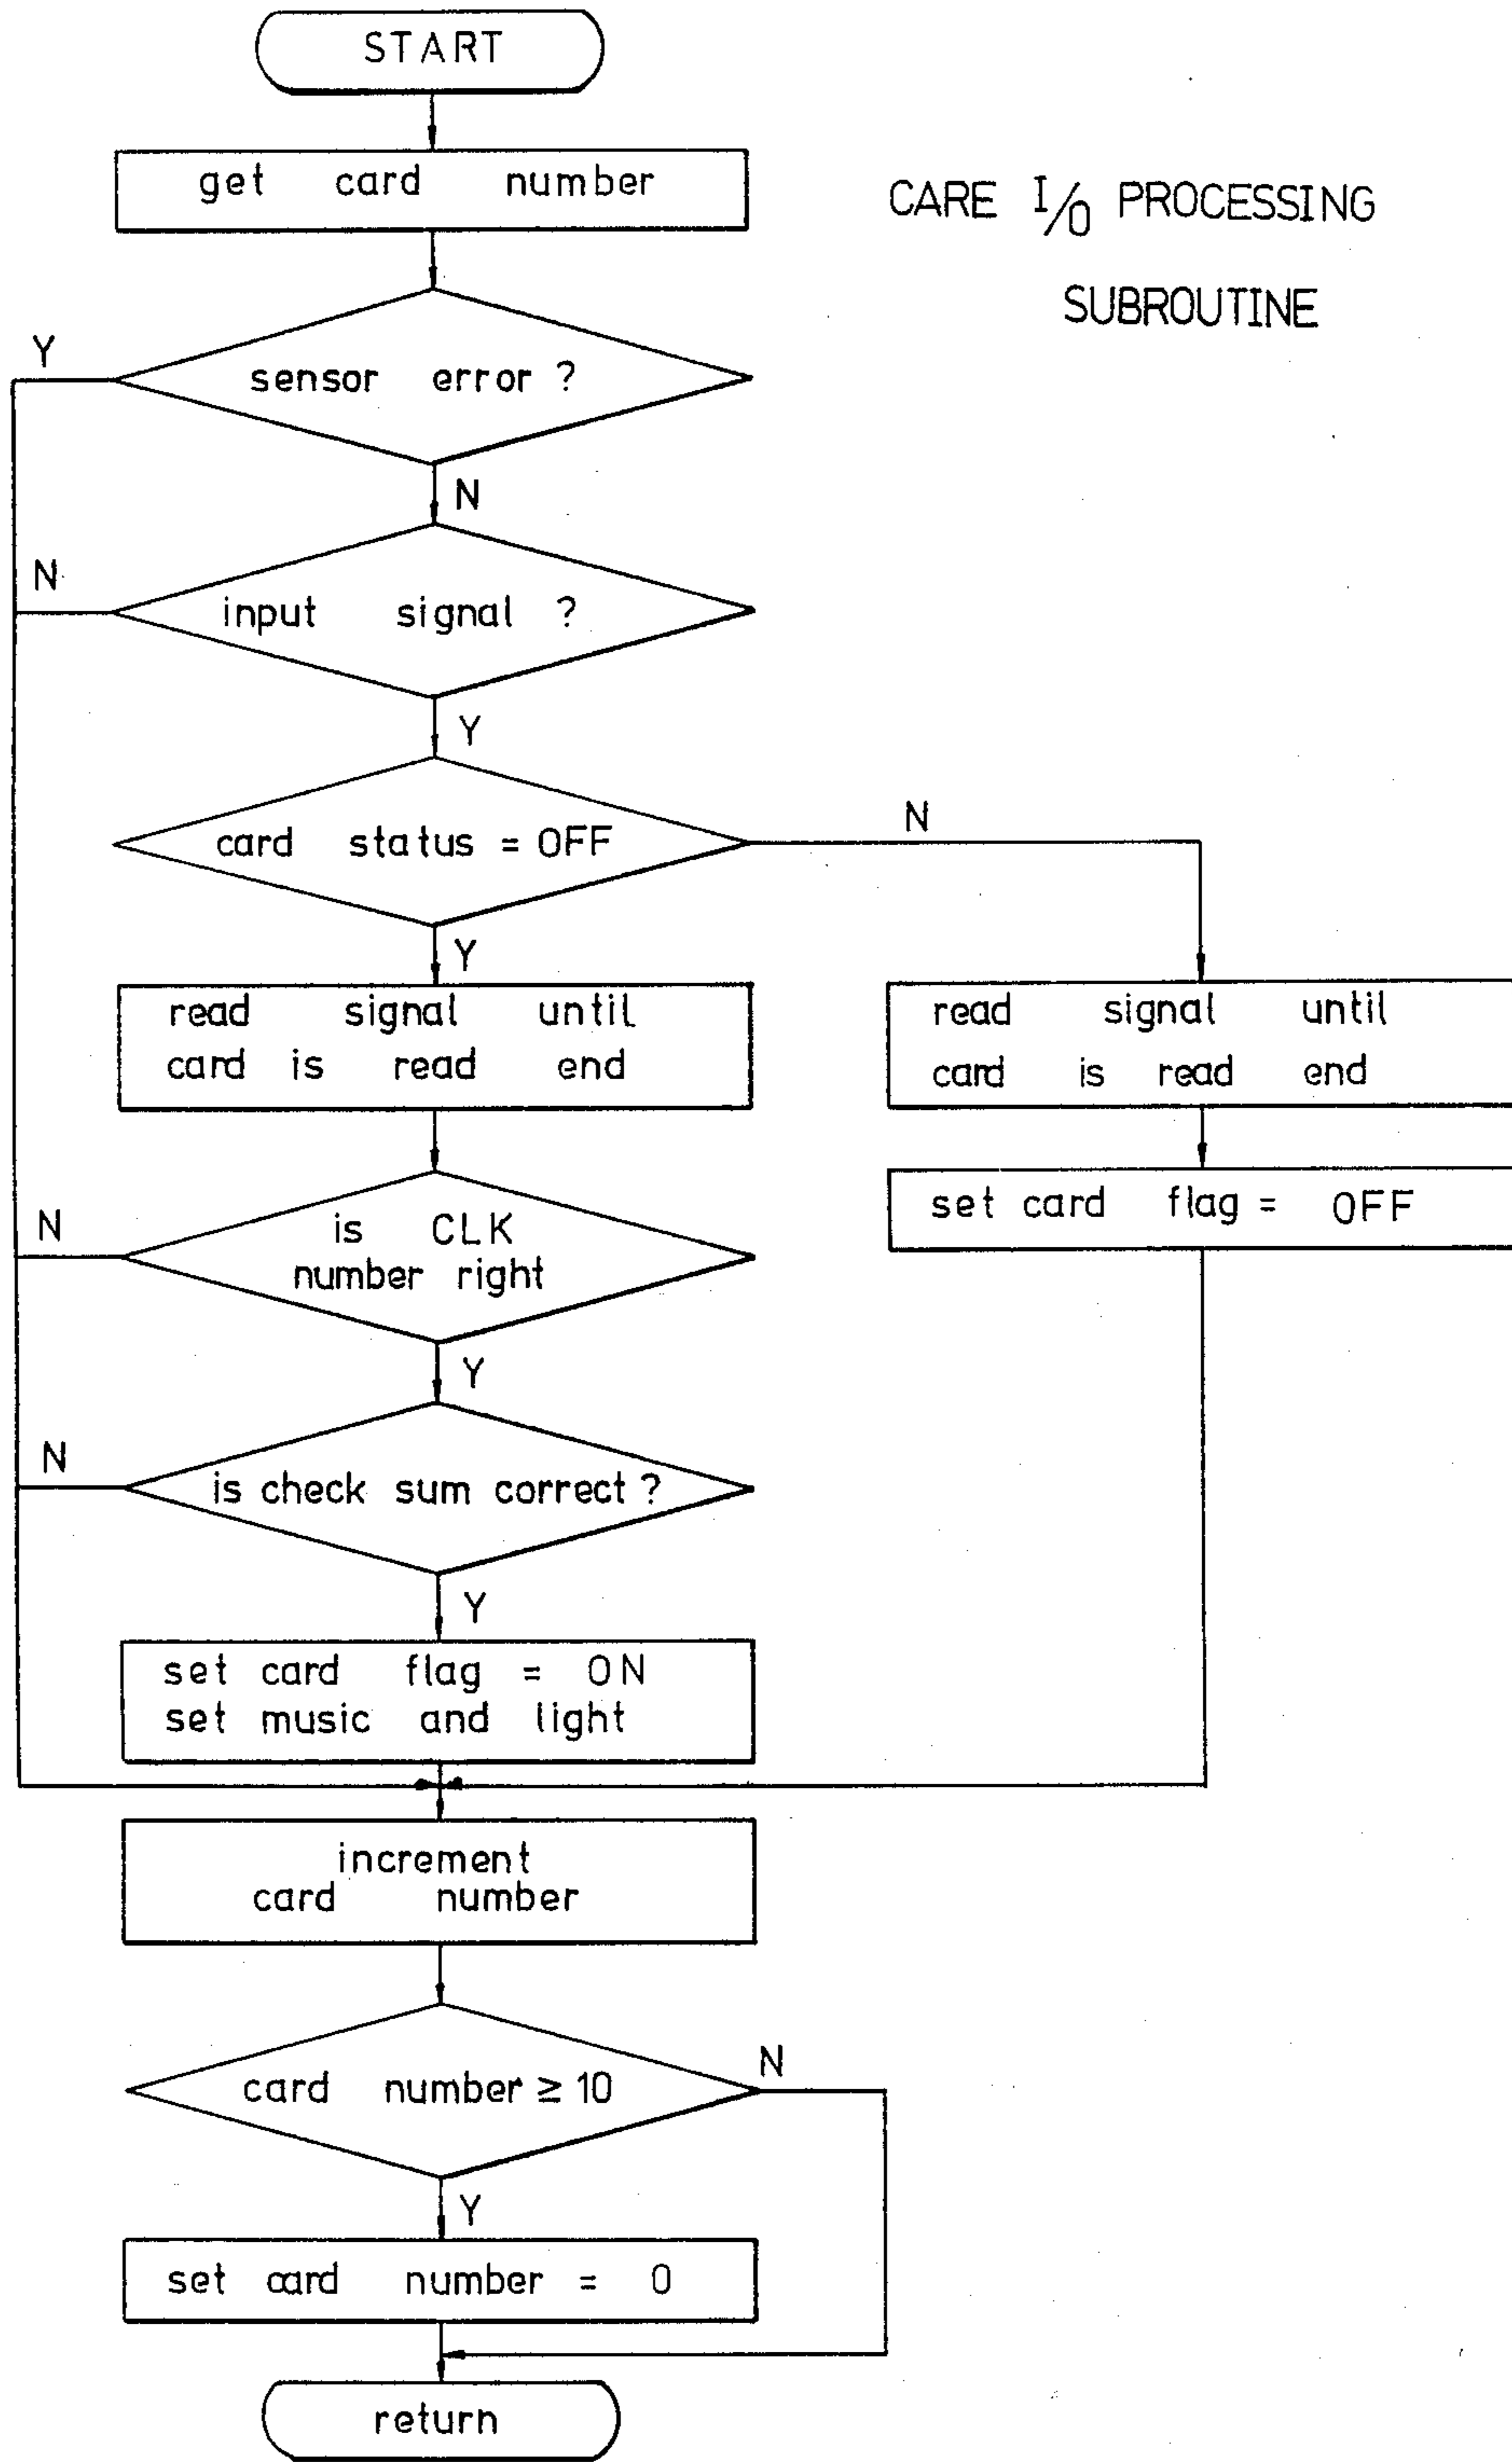 START
get card number
CARE I/O PROCESSING
SUBROUTINE
Y
sensor error ?
N
N
input signal ?
Y
card status = OFF
N
Y
read signal until
card is read end
read signal until
card is read end
set card flag = OFF
N
is CLK
number right
Y
N
is check sum correct ?
Y
set card flag = ON
set music and light
increment
card number
card number ≥ 10
N
Y
set card number = 0
return